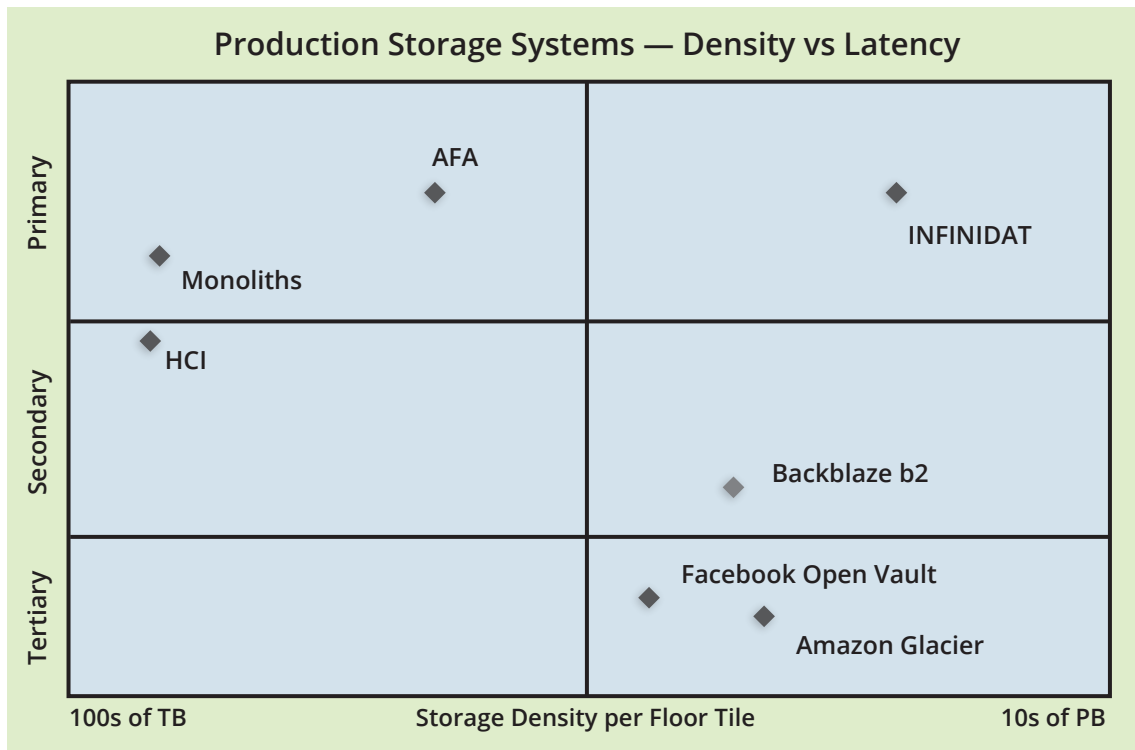 Production Storage Systems — Density vs Latency
Primary
AFA
INFINIDAT
Monoliths
Secondary
HCI
Backblaze b2
Tertiary
Facebook Open Vault
Amazon Glacier
100s of TB
Storage Density per Floor Tile
10s of PB